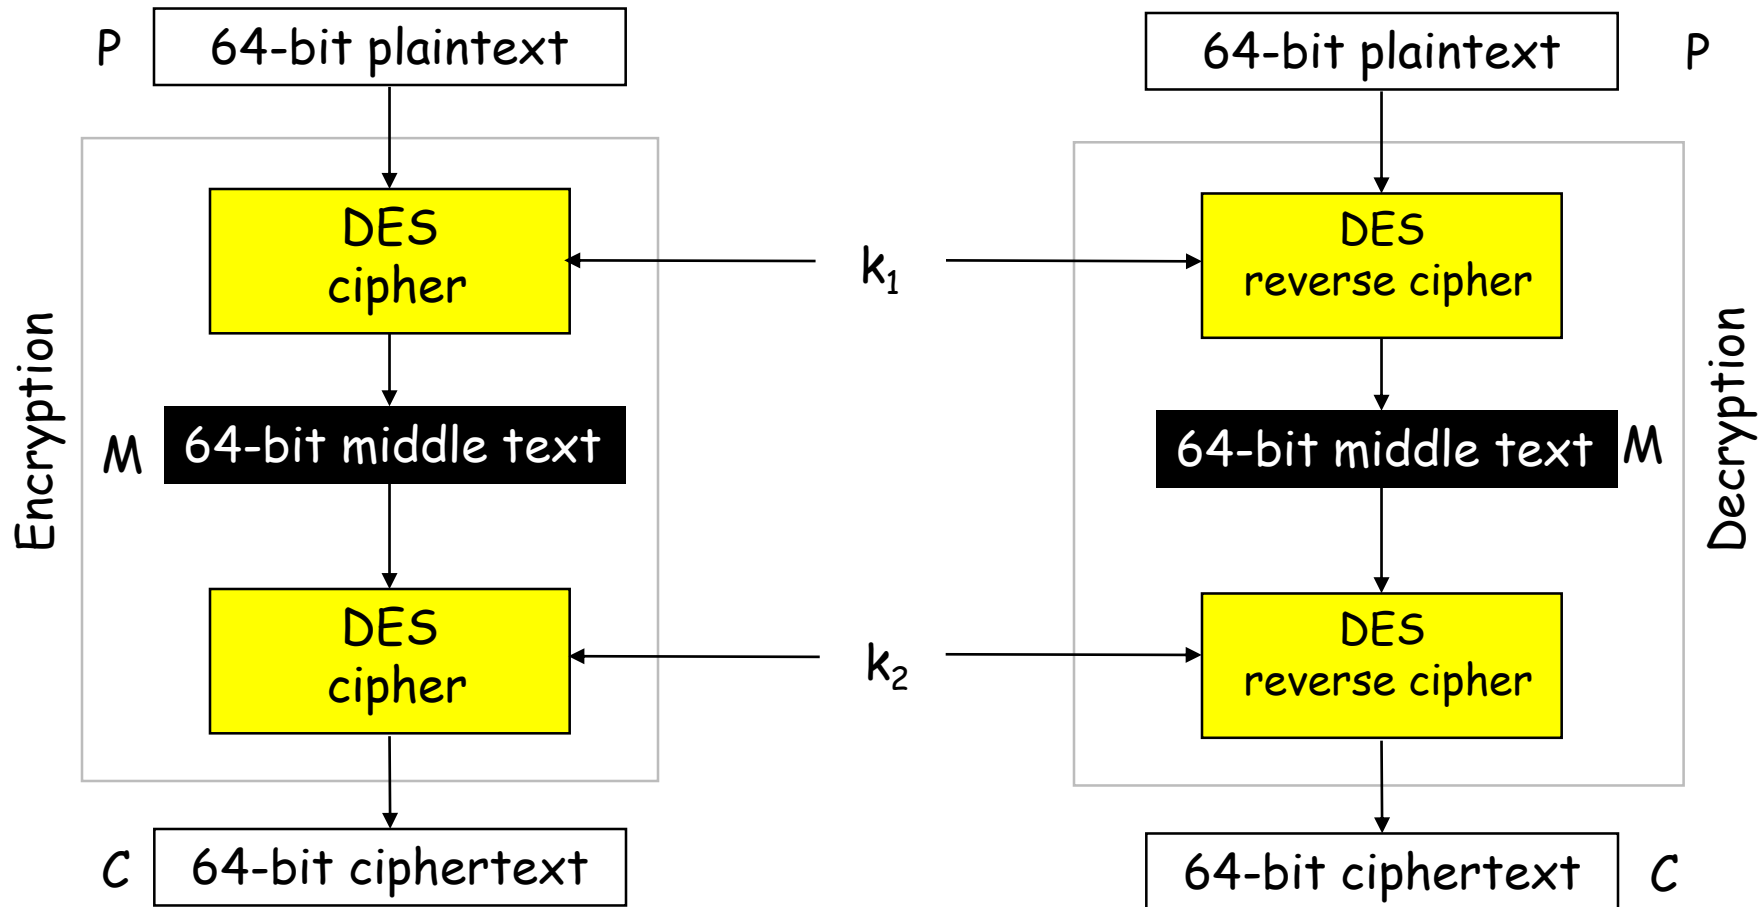 P
64-bit plaintext
64-bit plaintext
P
DES
cipher
k1
DES
reverse cipher
Encryption
Decryption
M
64-bit middle text
64-bit middle text
M
DES
cipher
k2
DES
reverse cipher
C
64-bit ciphertext
64-bit ciphertext
C